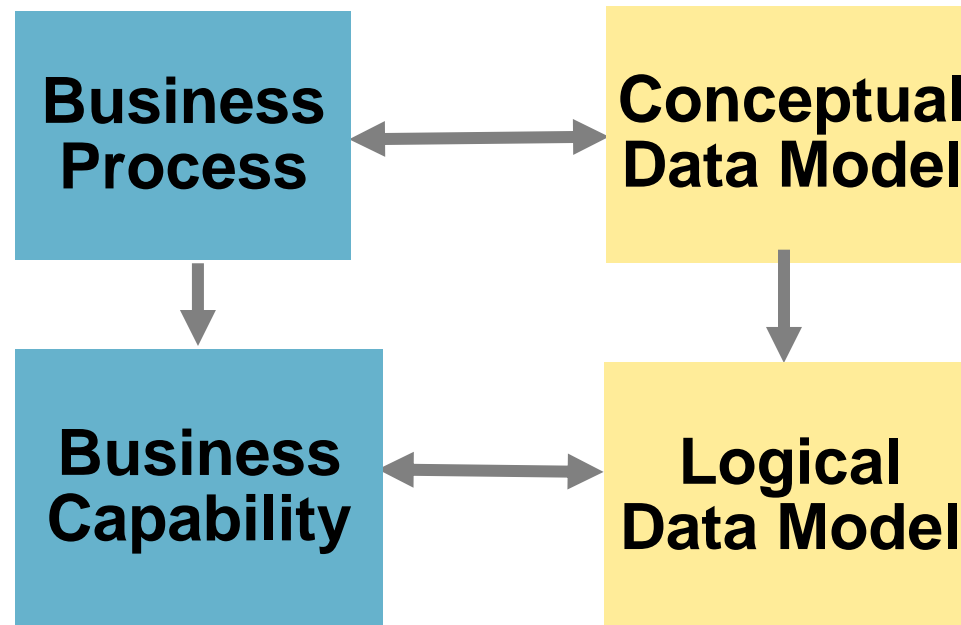 Business
Process
Conceptual
Data Model
Business
Capability
Logical
Data Model